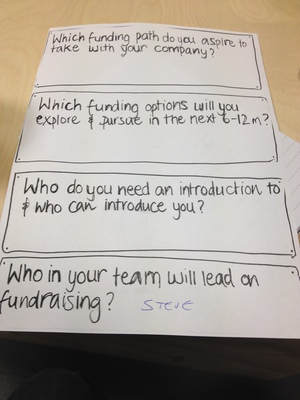 Which funding path do you aspire to
take with your company?
Which funding options will you
explore & pursue in the next 6-12m?
Who do you need an introduction to
& who can introduce you?
Who in your team will lead on
fundraising? STEVE